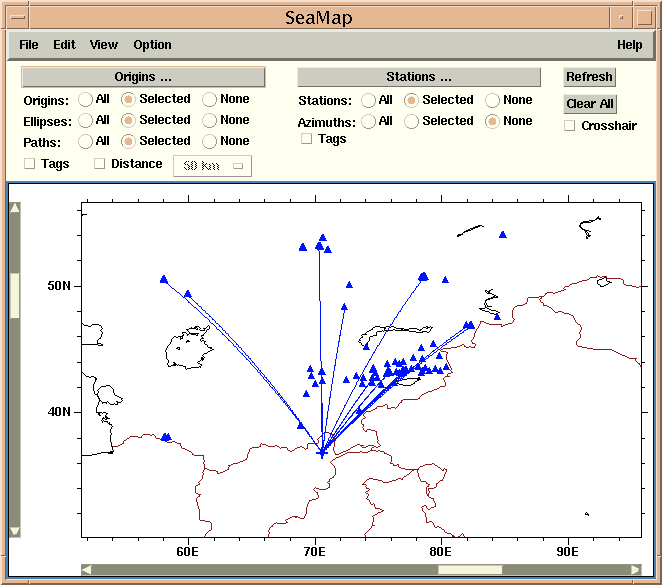 SeaMap
File Edit View Option Help
Origins ... Stations ... Refresh
Origins: All Selected None Stations: All Selected None Clear All
Ellipses: All Selected None Azimuths: All Selected None Crosshair
Paths: All Selected None Tags
Tags Distance 50 km
50N
40N
60E 70E 80E 90E